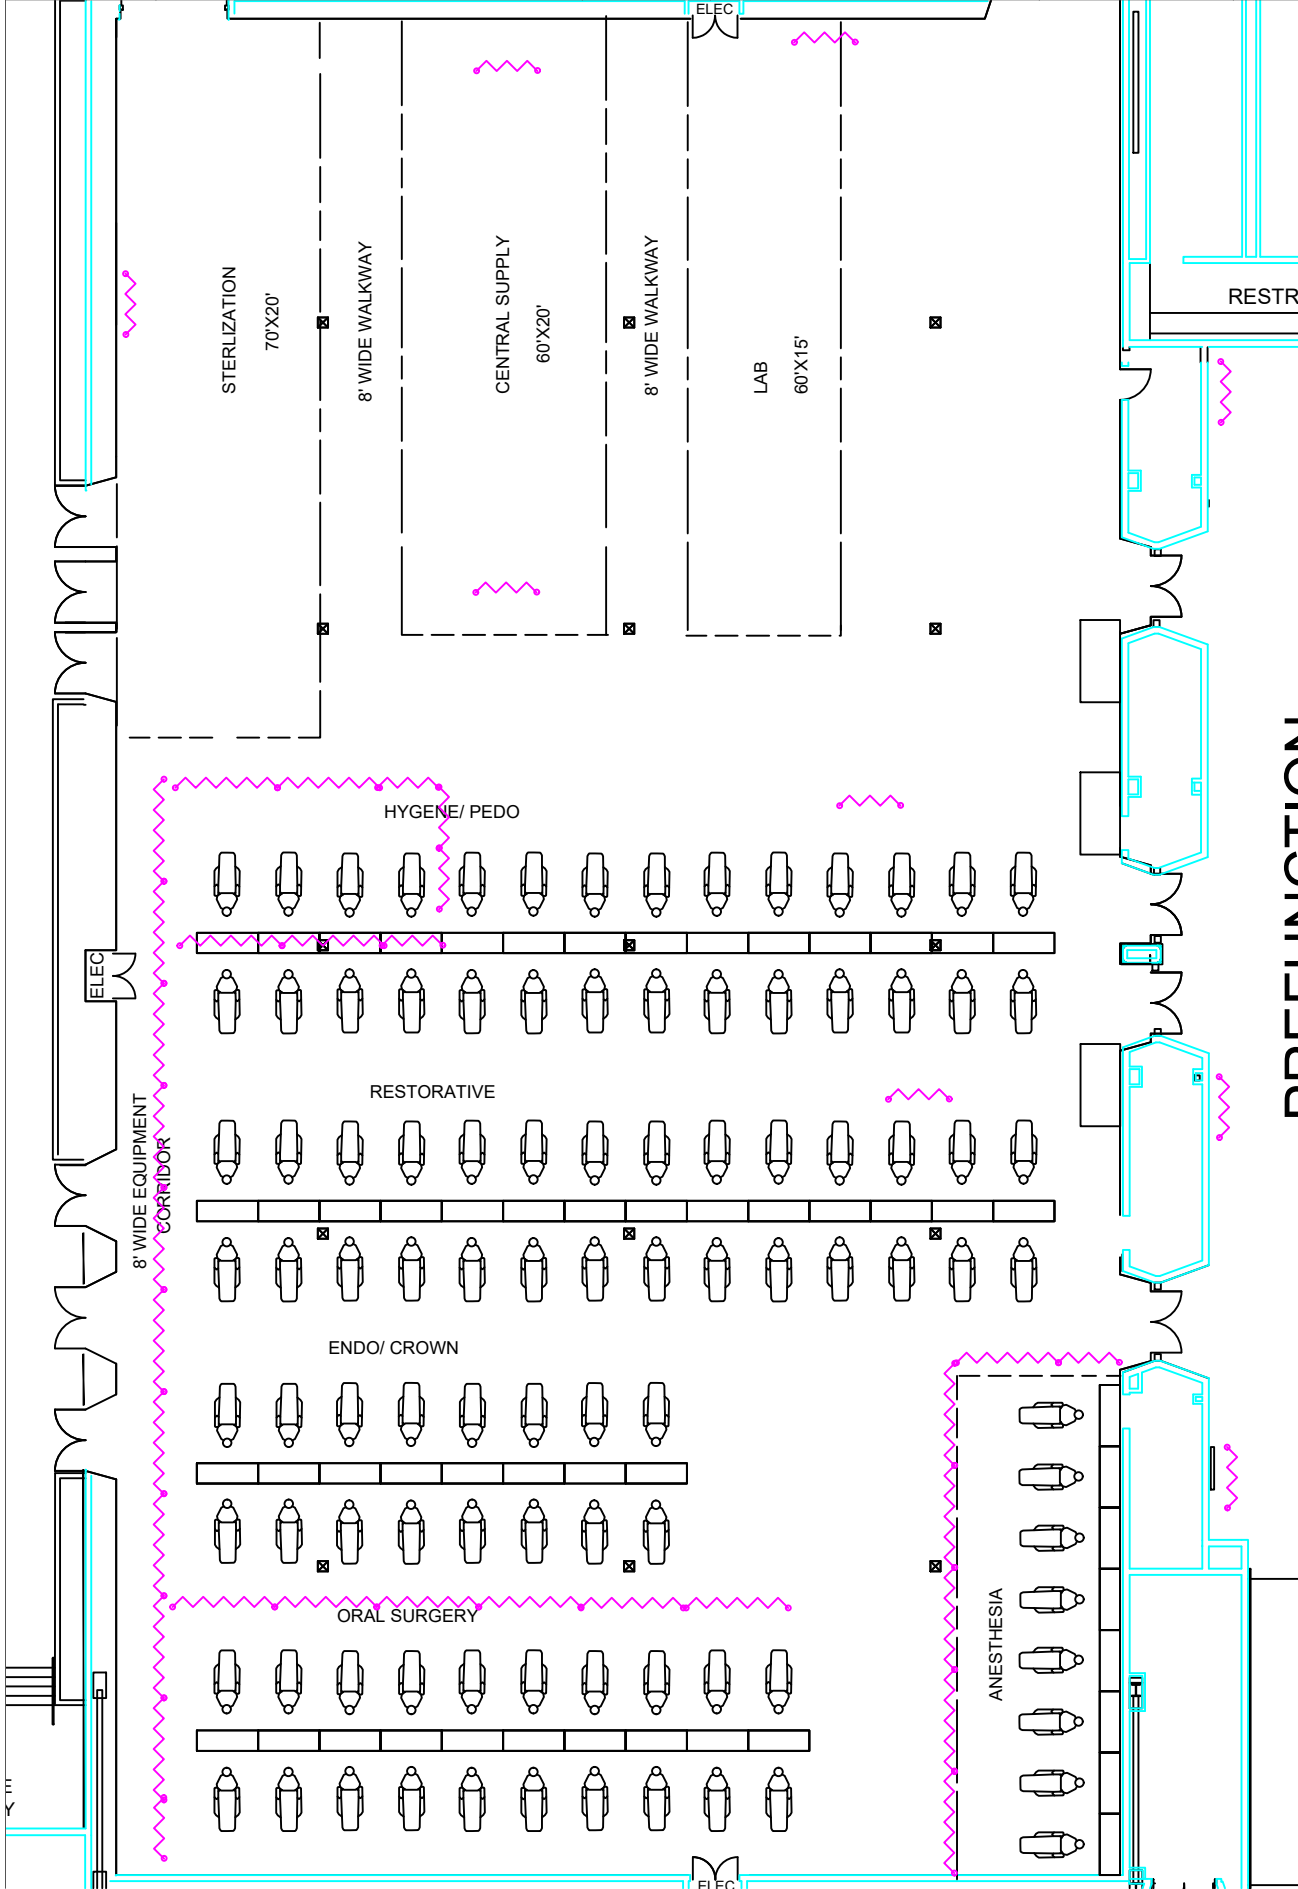 ELEC
STERLIZATION
70'X20'
8' WIDE WALKWAY
CENTRAL SUPPLY
60'X20'
8' WIDE WALKWAY
LAB
60'X15'
RESTR
HYGENE/ PEDO
ELEC
RESTORATIVE
8' WIDE EQUIPMENT
CORRIDOR
ENDO/ CROWN
ORAL SURGERY
ANESTHESIA
E
Y
ELEC